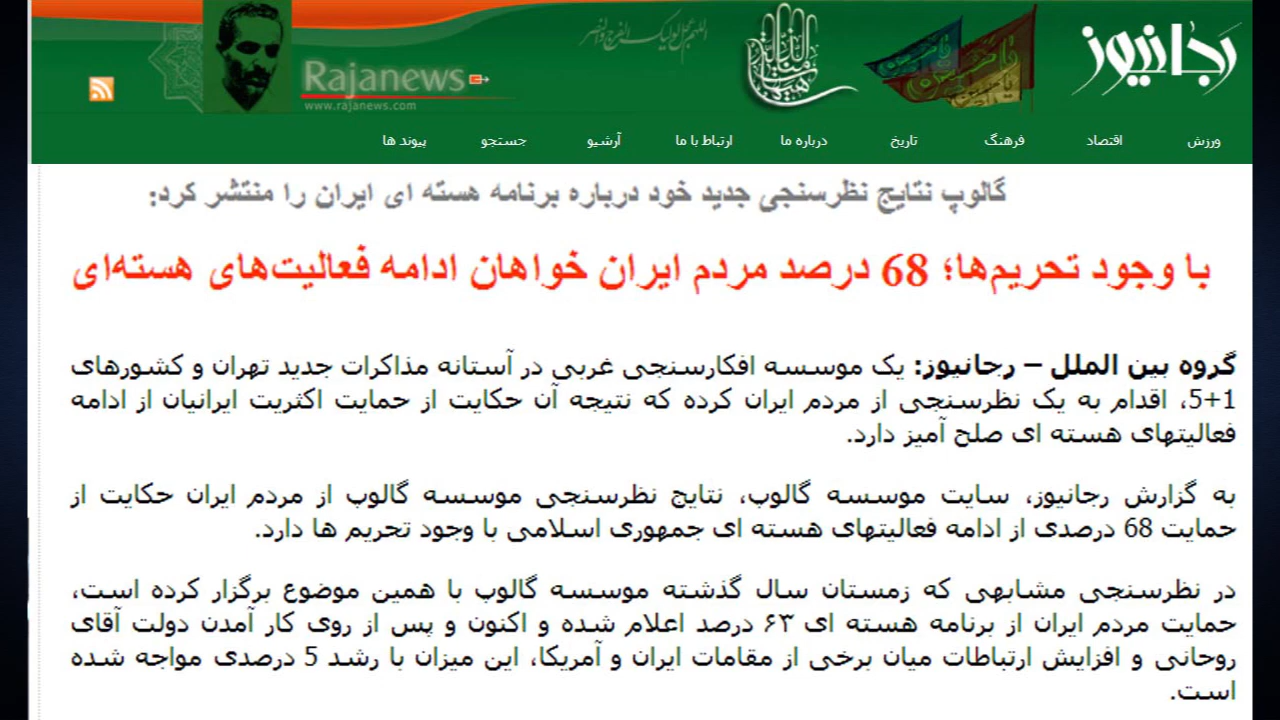 رجانیوز
اللهم عجل لولیک الفرج والنصر
Rajanews
www.rajanews.com
ورزش اقتصاد فرهنگ تاریخ درباره ما ارتباط با ما آرشیو جستجو پیوند ها
گالوپ نتایج نظرسنجی جدید خود درباره برنامه هسته ای ایران را منتشر کرد:
با وجود تحریم‌ها؛ 68 درصد مردم ایران خواهان ادامه فعالیت‌های هسته‌ای
گروه بین الملل – رجانیوز: یک موسسه افکارسنجی غربی در آستانه مذاکرات جدید تهران و کشورهای
5+1، اقدام به یک نظرسنجی از مردم ایران کرده که نتیجه آن حکایت از حمایت اکثریت ایرانیان از ادامه
فعالیتهای هسته ای صلح آمیز دارد.
به گزارش رجانیوز، سایت موسسه گالوپ، نتایج نظرسنجی موسسه گالوپ از مردم ایران حکایت از
حمایت 68 درصدی از ادامه فعالیتهای هسته ای جمهوری اسلامی با وجود تحریم ها دارد.
در نظرسنجی مشابهی که زمستان سال گذشته موسسه گالوپ با همین موضوع برگزار کرده است،
حمایت مردم ایران از برنامه هسته ای ۶۳ درصد اعلام شده و اکنون و پس از روی کار آمدن دولت آقای
روحانی و افزایش ارتباطات میان برخی از مقامات ایران و آمریکا، این میزان با رشد 5 درصدی مواجه شده
است.